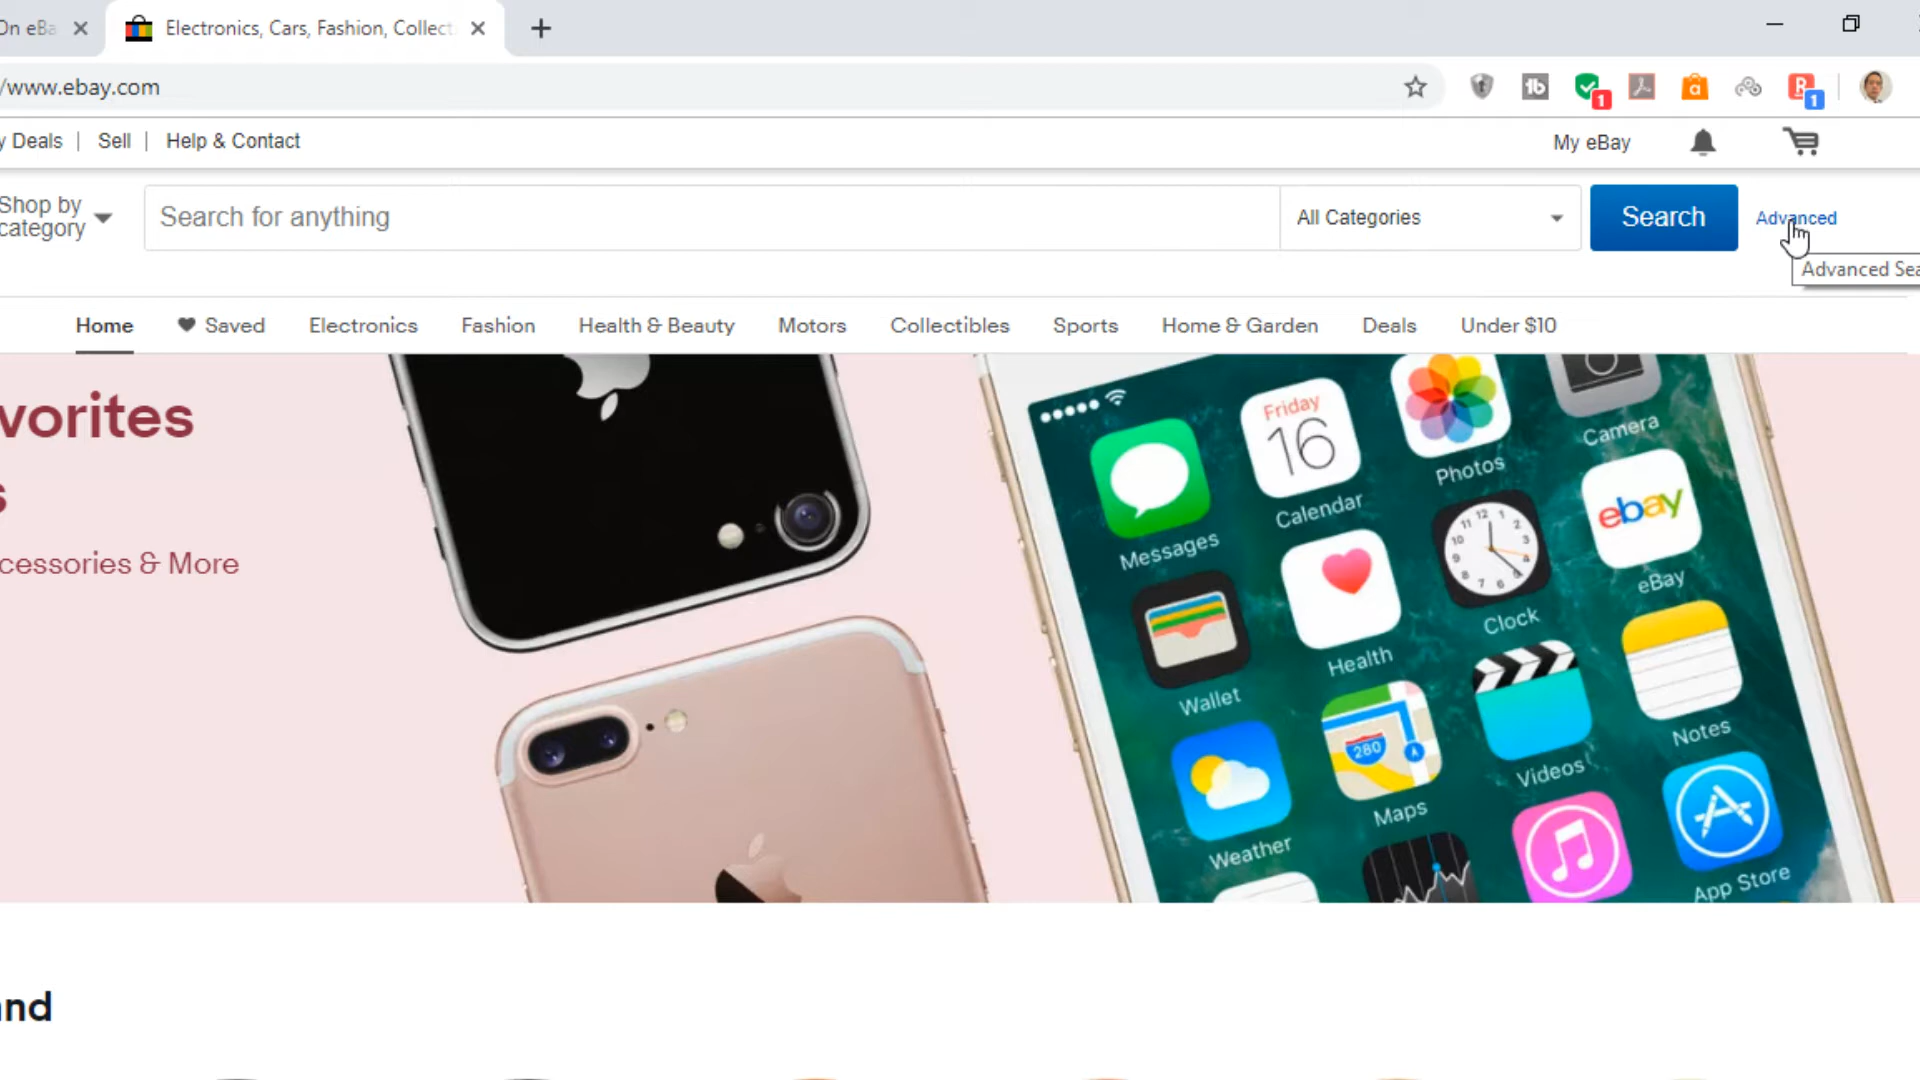 On eBa
Electronics, Cars, Fashion, Collect
/www.ebay.com
1
1
y Deals | Sell | Help & Contact
My eBay
Shop by
category
Search for anything
All Categories
Search
Advanced
Advanced Sea
Home
Saved
Electronics
Fashion
Health & Beauty
Motors
Collectibles
Sports
Home & Garden
Deals
Under $10
vorites
s
cessories & More
Friday
16
Messages
Calendar
Photos
Camera
Wallet
Health
Clock
ebay
eBay
280
Weather
Maps
Videos
Notes
App Store
and